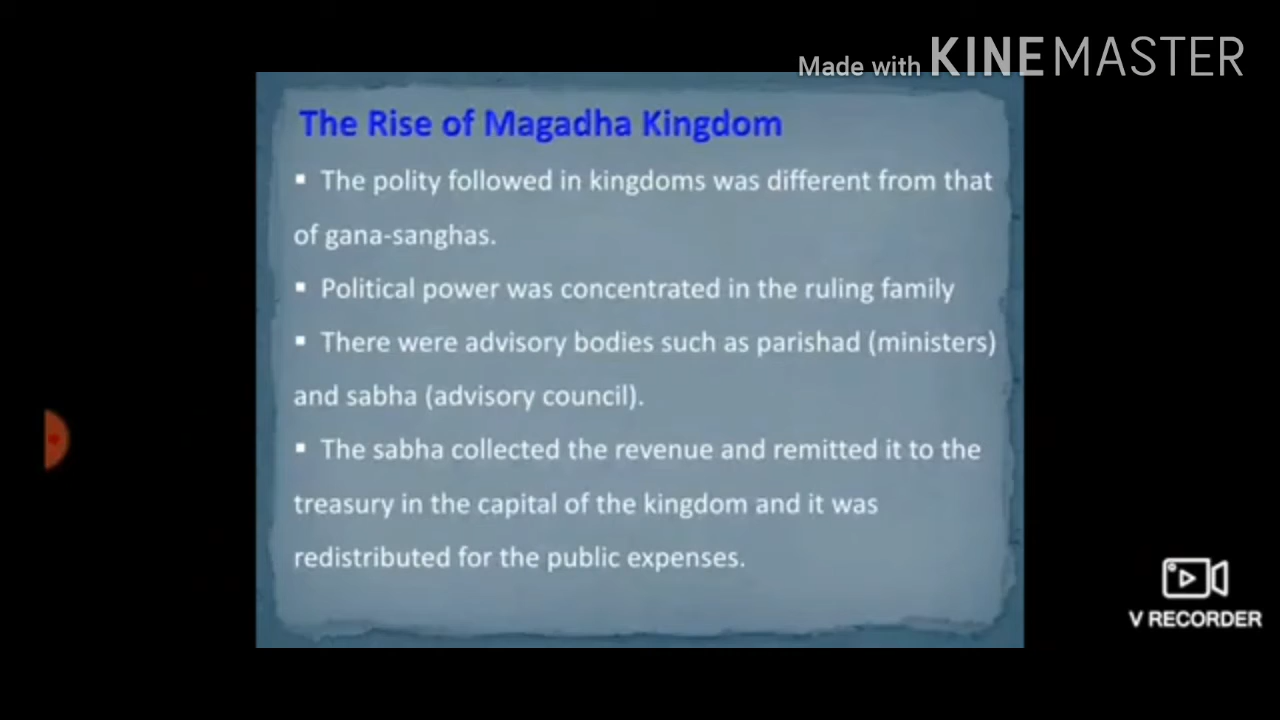 Made with KINEMASTER
The Rise of Magadha Kingdom
▪ The polity followed in kingdoms was different from that
of gana-sanghas.
▪ Political power was concentrated in the ruling family
▪ There were advisory bodies such as parishad (ministers)
and sabha (advisory council).
▪ The sabha collected the revenue and remitted it to the
treasury in the capital of the kingdom and it was
redistributed for the public expenses.
V RECORDER